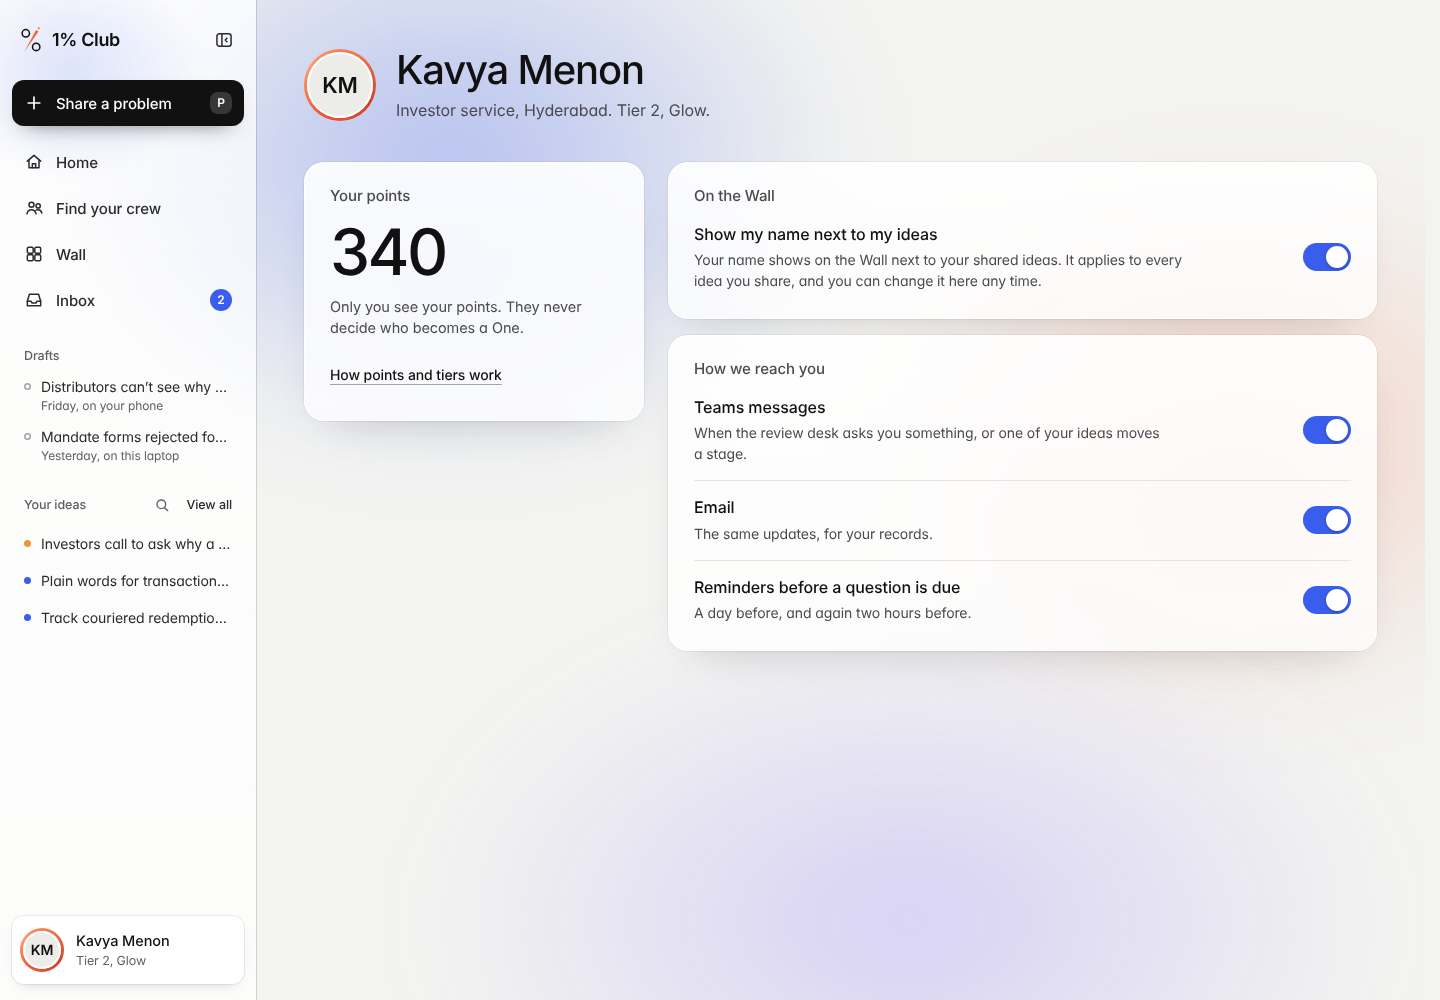 1% Club
Share a problem P
Home
Find your crew
Wall
Inbox 2
Drafts
Distributors can’t see why ...
Friday, on your phone
Mandate forms rejected fo...
Yesterday, on this laptop
Your ideas View all
Investors call to ask why a ...
Plain words for transaction...
Track couriered redemptio...
KM Kavya Menon
Tier 2, Glow
KM
Kavya Menon
Investor service, Hyderabad. Tier 2, Glow.
Your points
340
Only you see your points. They never
decide who becomes a One.
How points and tiers work
On the Wall
Show my name next to my ideas
Your name shows on the Wall next to your shared ideas. It applies to every
idea you share, and you can change it here any time.
How we reach you
Teams messages
When the review desk asks you something, or one of your ideas moves
a stage.
Email
The same updates, for your records.
Reminders before a question is due
A day before, and again two hours before.